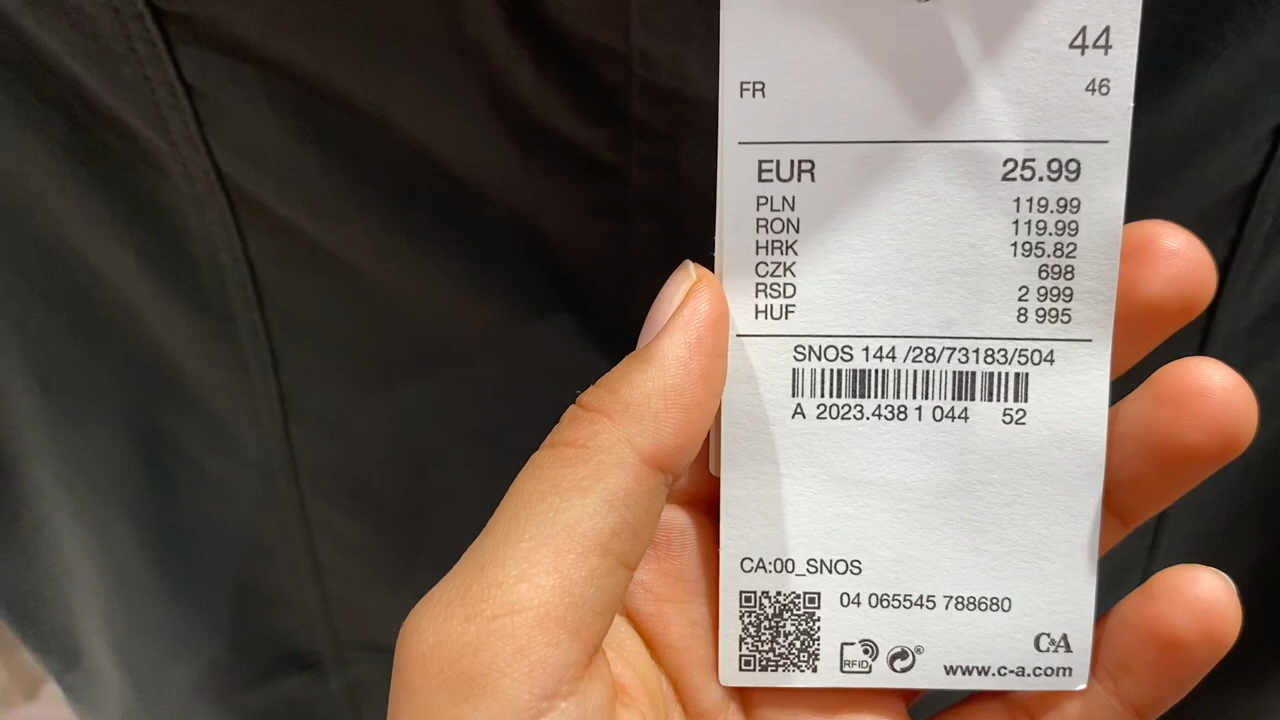 44
FR 46
EUR 25.99
PLN 119.99
RON 119.99
HRK 195.82
CZK 698
RSD 2 999
HUF 8 995
SNOS 144 /28/73183/504
A 2023.438 1 044 52
CA:00_SNOS
04 065545 788680
RFID ®
C&A
www.c-a.com